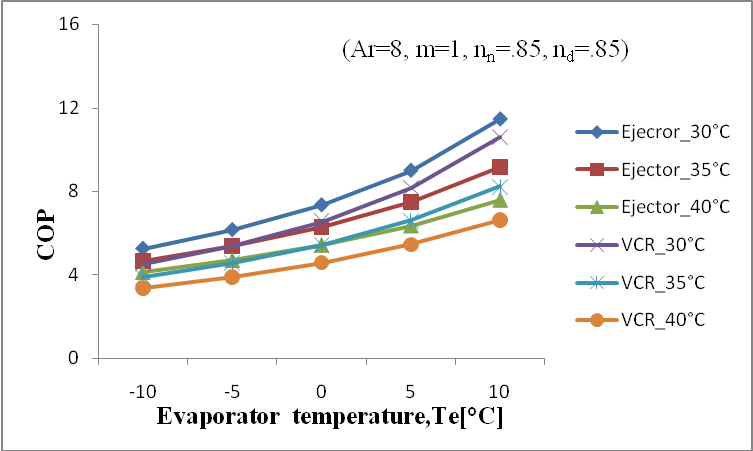 16
(Ar=8, m=1, nn=.85, nd=.85)
12
8
4
0
COP
-10 -5 0 5 10
Evaporator temperature,Te[°C]
Ejecror_30°C
Ejector_35°C
Ejector_40°C
VCR_30°C
VCR_35°C
VCR_40°C